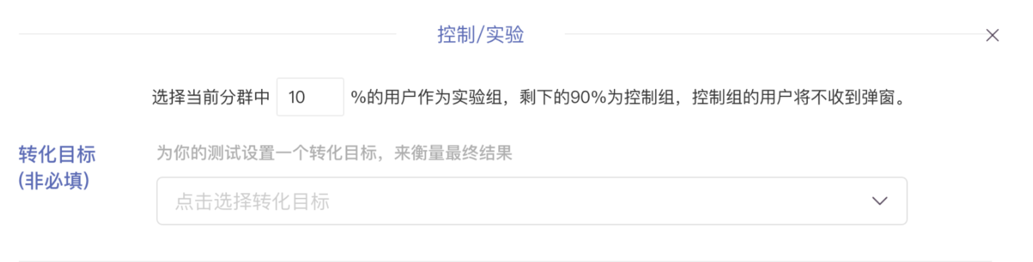 控制/实验
选择当前分群中 10 %的用户作为实验组，剩下的90%为控制组，控制组的用户将不收到弹窗。
转化目标
(非必填)
为你的测试设置一个转化目标，来衡量最终结果
点击选择转化目标